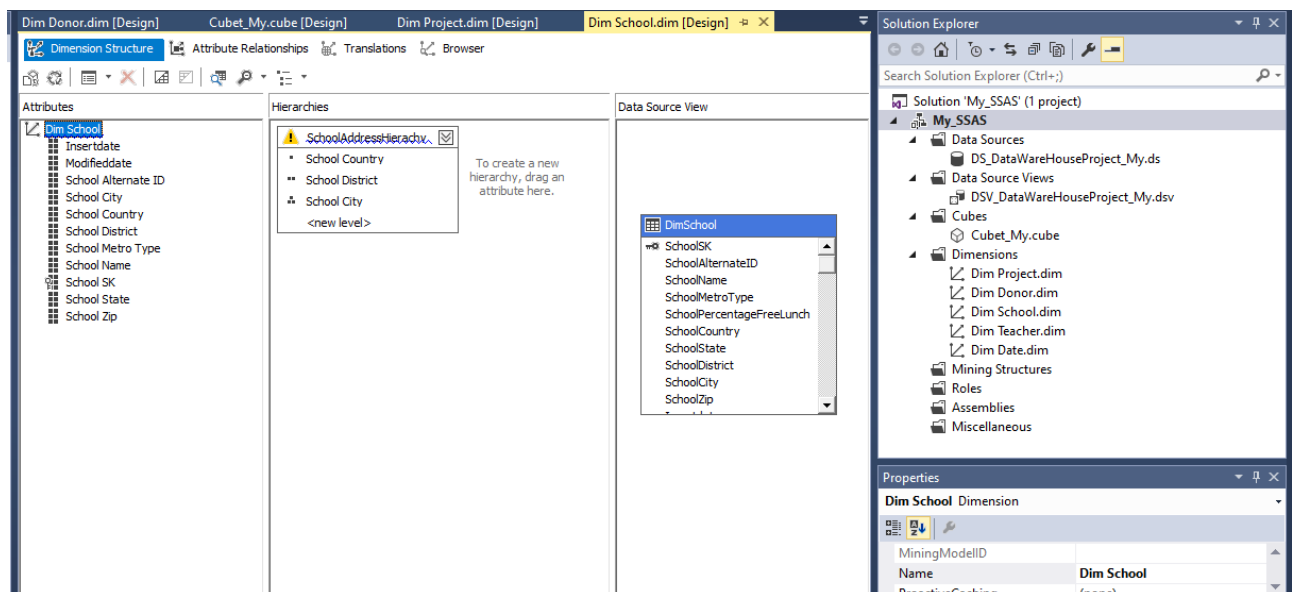 Dim Donor.dim [Design] Cubet_My.cube [Design] Dim Project.dim [Design] Dim School.dim [Design]
Dimension Structure Attribute Relationships Translations Browser
Attributes
Dim School
Insertdate
Modifieddate
School Alternate ID
School City
School Country
School District
School Metro Type
School Name
School SK
School State
School Zip
Hierarchies
SchoolAddressHierachy
School Country
School District
School City
<new level>
To create a new
hierarchy, drag an
attribute here.
Data Source View
DimSchool
SchoolSK
SchoolAlternateID
SchoolName
SchoolMetroType
SchoolPercentageFreeLunch
SchoolCountry
SchoolState
SchoolDistrict
SchoolCity
SchoolZip
Solution Explorer
Search Solution Explorer (Ctrl+;)
Solution 'My_SSAS' (1 project)
My_SSAS
Data Sources
DS_DataWareHouseProject_My.ds
Data Source Views
DSV_DataWareHouseProject_My.dsv
Cubes
Cubet_My.cube
Dimensions
Dim Project.dim
Dim Donor.dim
Dim School.dim
Dim Teacher.dim
Dim Date.dim
Mining Structures
Roles
Assemblies
Miscellaneous
Properties
Dim School Dimension
MiningModelID
Name Dim School